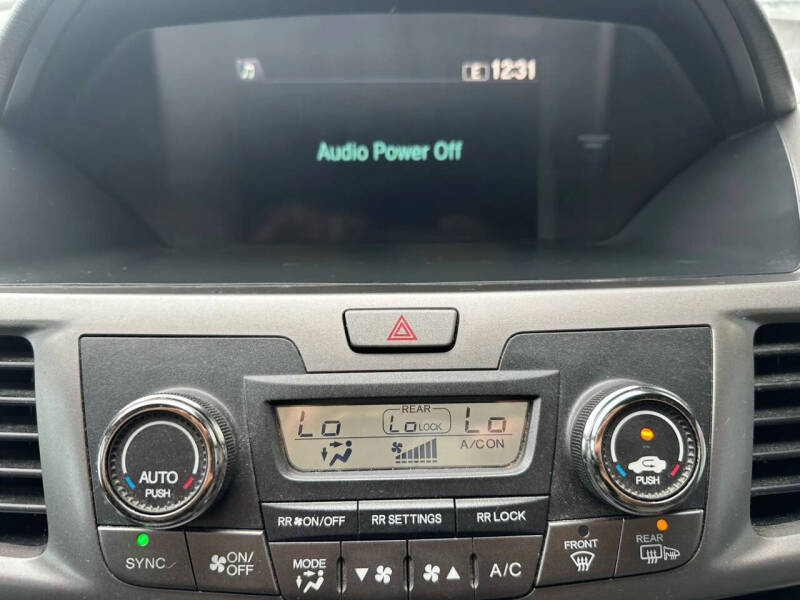 E 1231
Audio Power Off
REAR
Lo Lo LOCK Lo
A/C ON
AUTO
PUSH
PUSH
RR ON/OFF RR SETTINGS RR LOCK
SYNC ON/OFF MODE A/C FRONT REAR